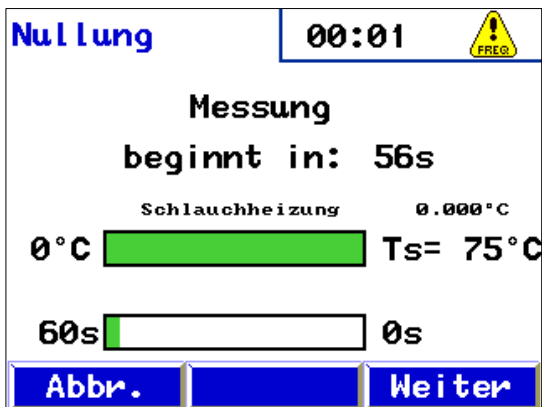 Nullung 00:01 FREQ
Messung
beginnt in: 56s
Schlauchheizung 0.000°C
0°C Ts= 75°C
60s 0s
Abbr. Weiter